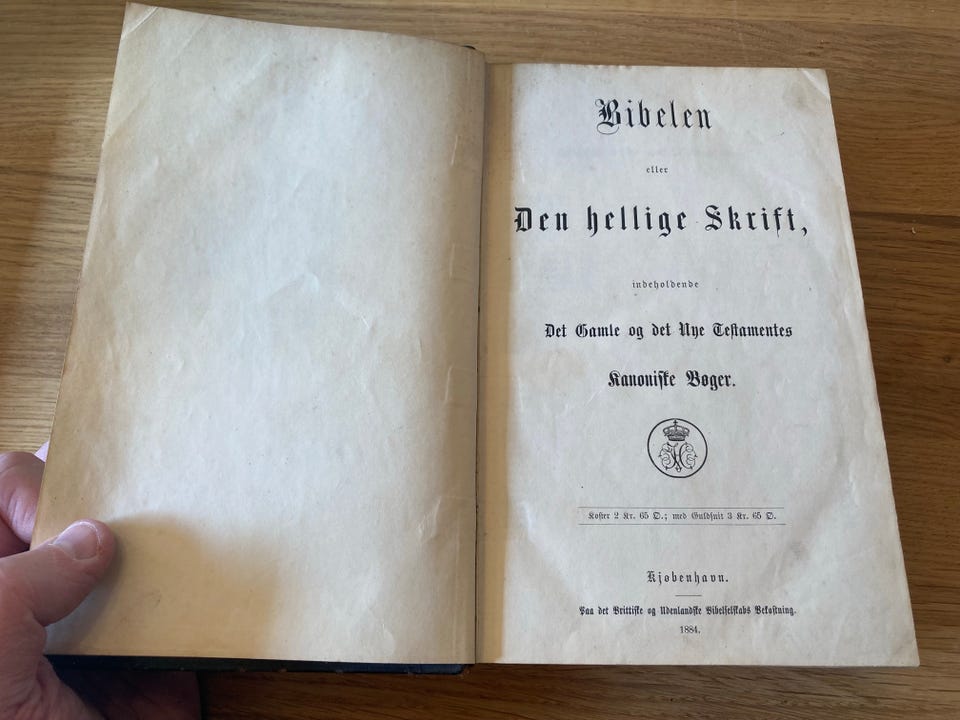 Bibelen
eller
Den hellige Skrift,
indeholdende
Det Gamle og det Nye Testamentes
Kanoniske Bøger.
Koster 2 Kr. 65 Ø.; med Guldsnit 3 Kr. 65 Ø.
Kjøbenhavn.
Paa det Brittiske og Udenlandske Bibelselskabs Bekostning.
1884.